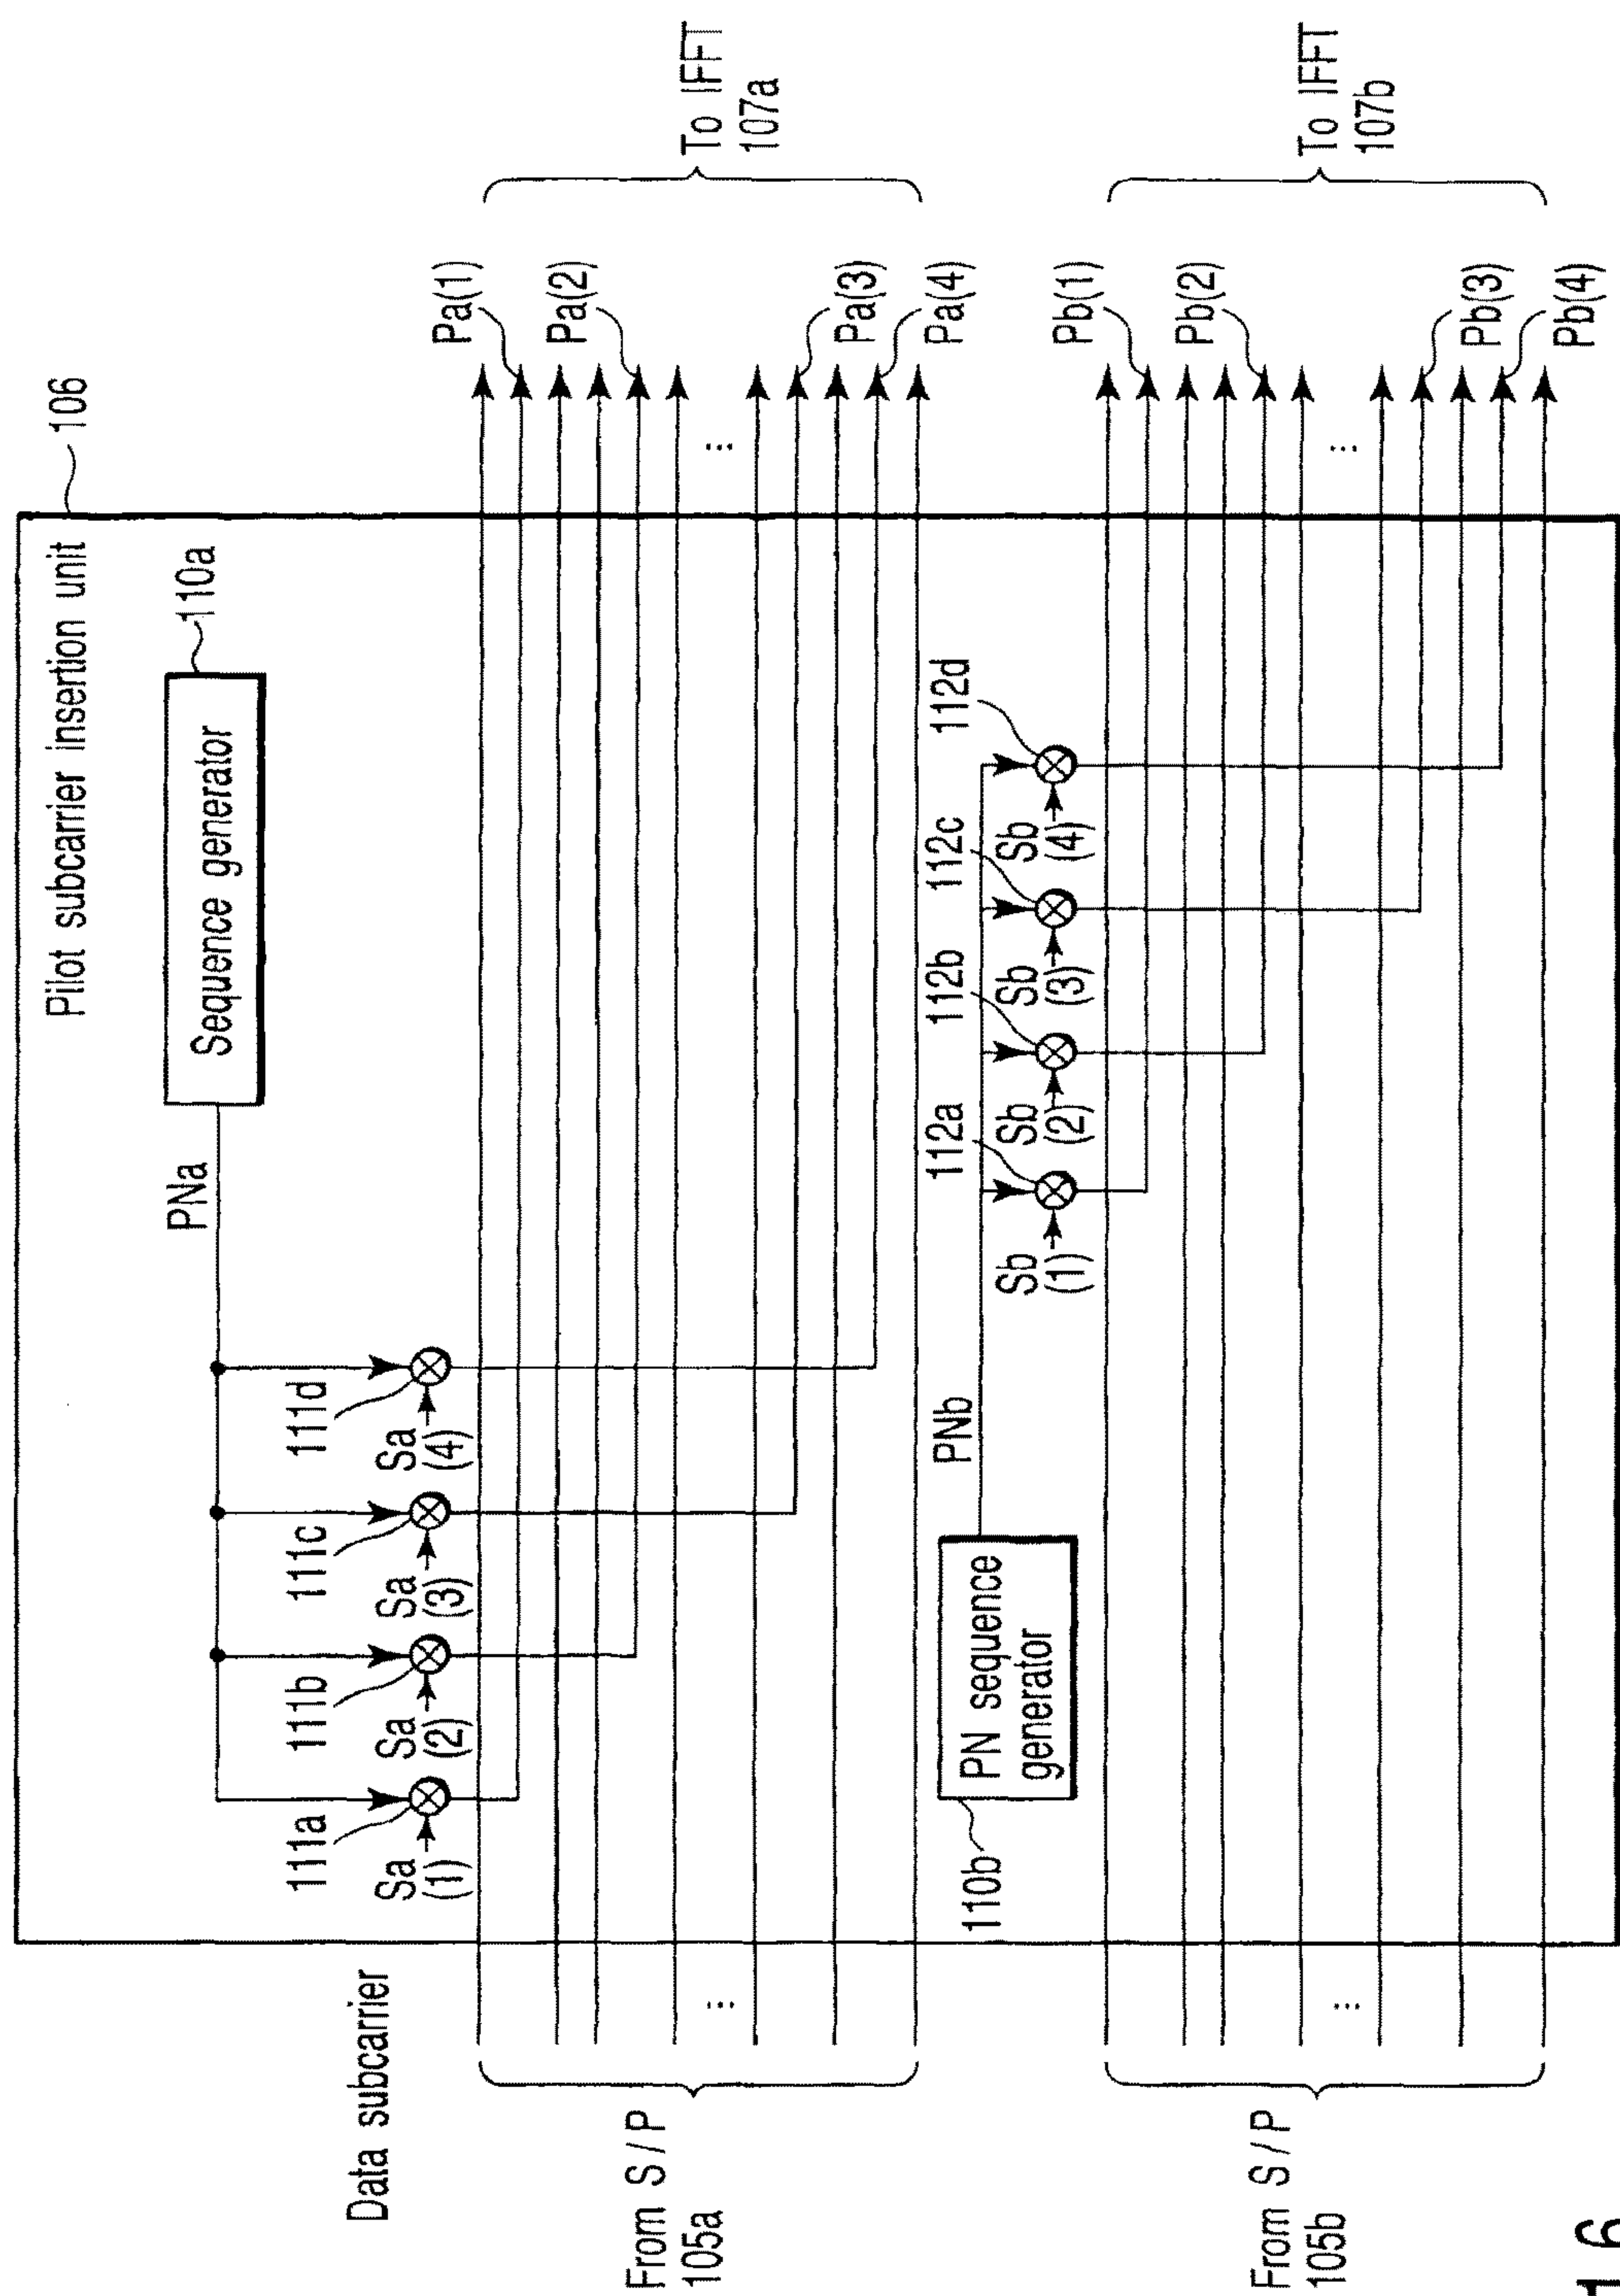 Pilot subcarrier insertion unit
106
Sequence generator
110a
PNa
111a
111b
111c
111d
Sa
(1)
Sa
(2)
Sa
(3)
Sa
(4)
Data subcarrier
From S/P
105a
...
...
Pa(1)
Pa(2)
Pa(3)
Pa(4)
To IFFT
107a
PN sequence
generator
110b
PNb
112a
112b
112c
112d
Sb
(1)
Sb
(2)
Sb
(3)
Sb
(4)
From S/P
105b
...
...
Pb(1)
Pb(2)
Pb(3)
Pb(4)
To IFFT
107b
16